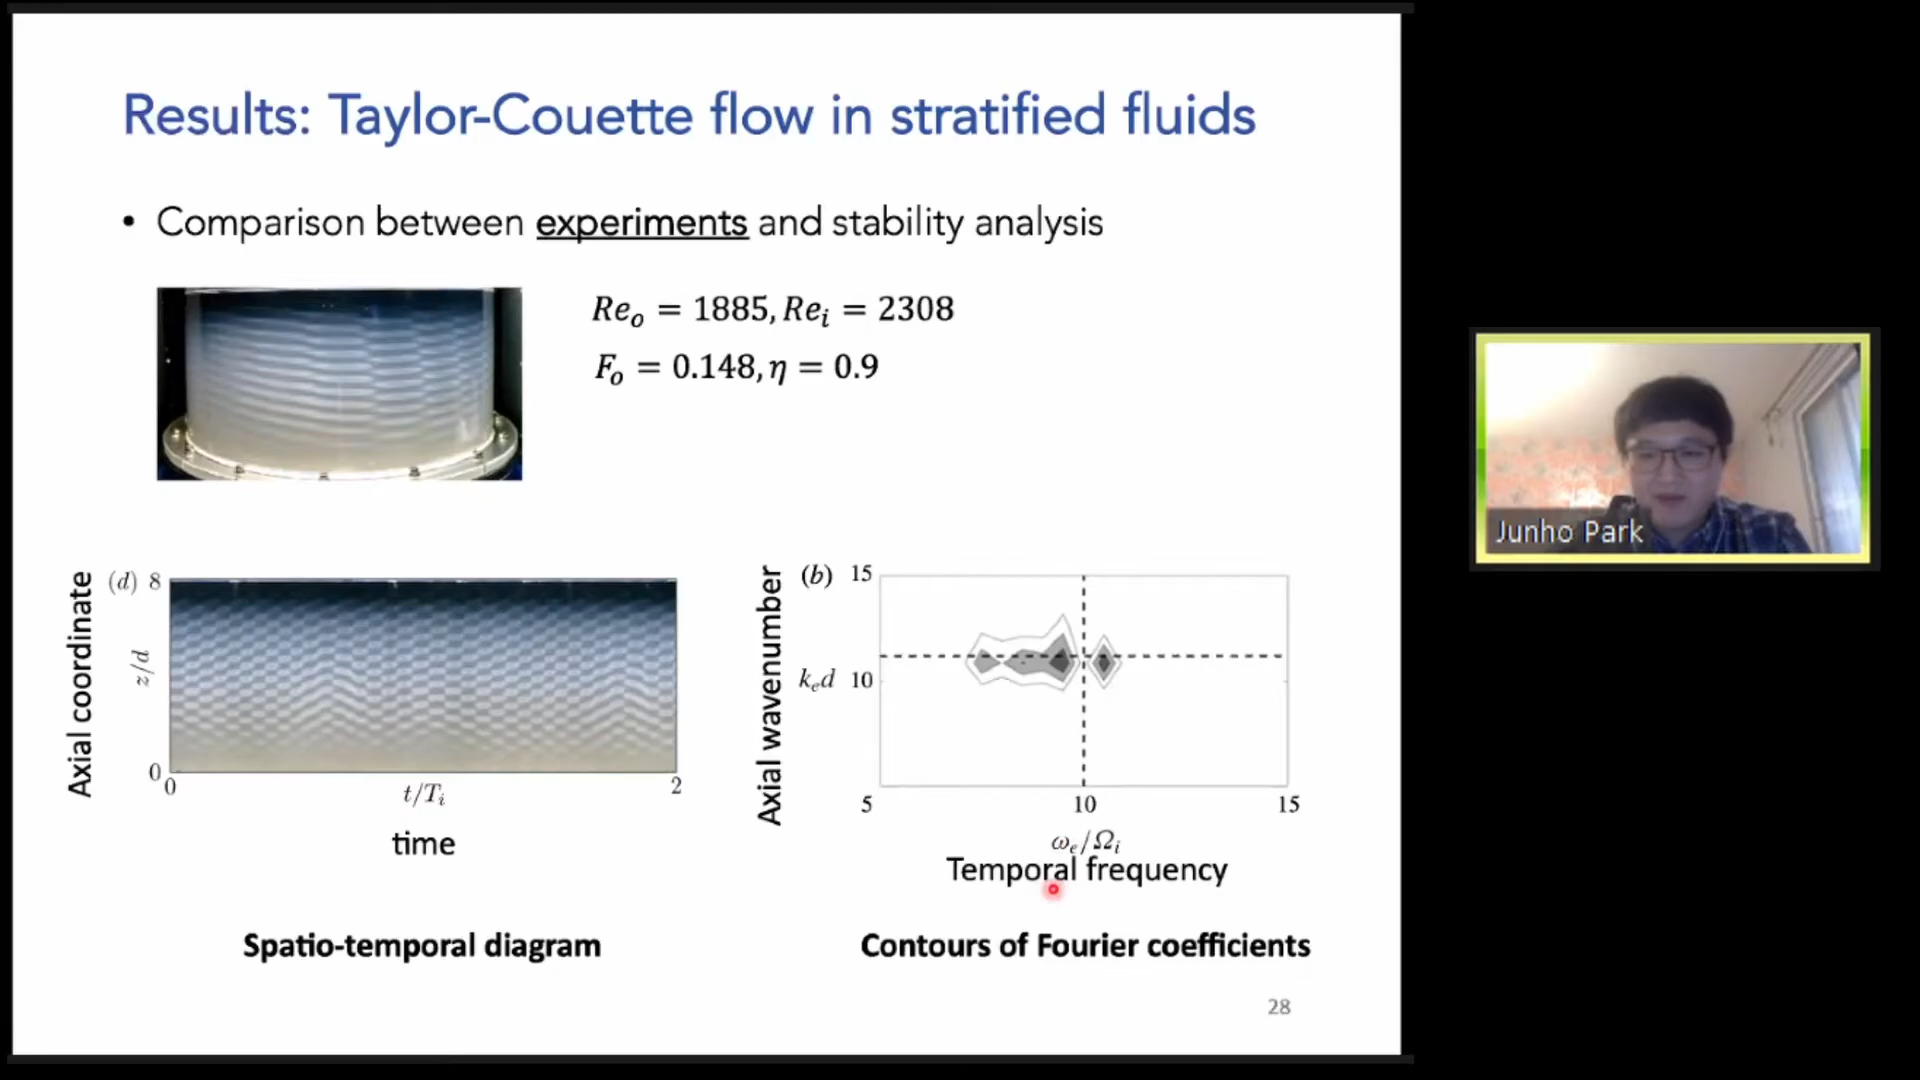 Results: Taylor-Couette flow in stratified fluids
• Comparison between experiments and stability analysis
Re_o = 1885, Re_i = 2308
F_o = 0.148, η = 0.9
Axial coordinate
(d)
8
z/d
0
0
t/T_i
2
time
Spatio-temporal diagram
Axial wavenumber
(b)
15
k_e d
10
5
10
15
ω_e/Ω_i
Temporal frequency
Contours of Fourier coefficients
28
Junho Park